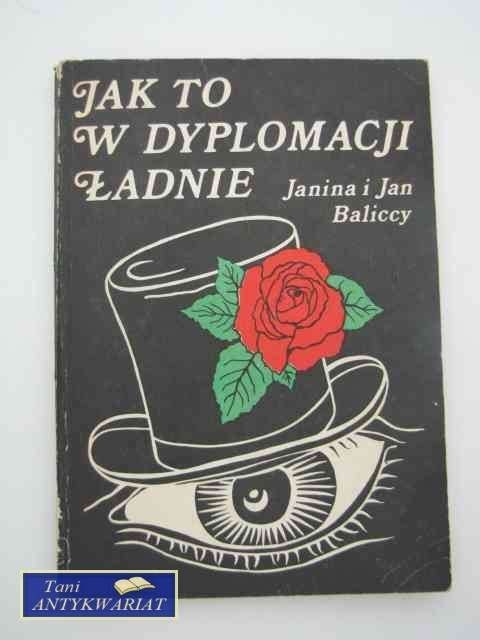 JAK TO
W DYPLOMACJI
ŁADNIE
Janina i Jan
Baliccy
Tani
ANTYKWARIAT